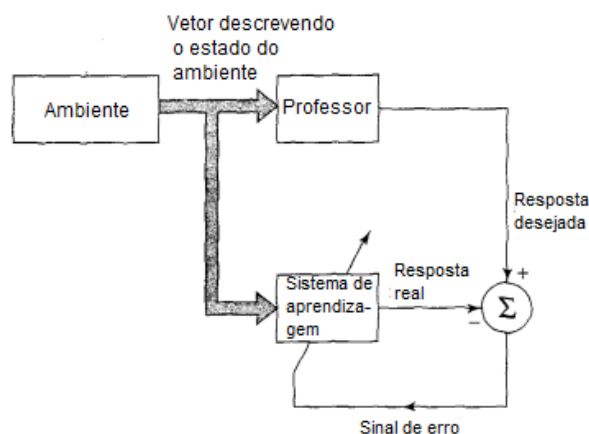 Vetor descrevendo
o estado do
ambiente
Ambiente
Professor
Resposta
desejada
Sistema de
aprendiza-
gem
Resposta
real
+
−
Σ
Sinal de erro